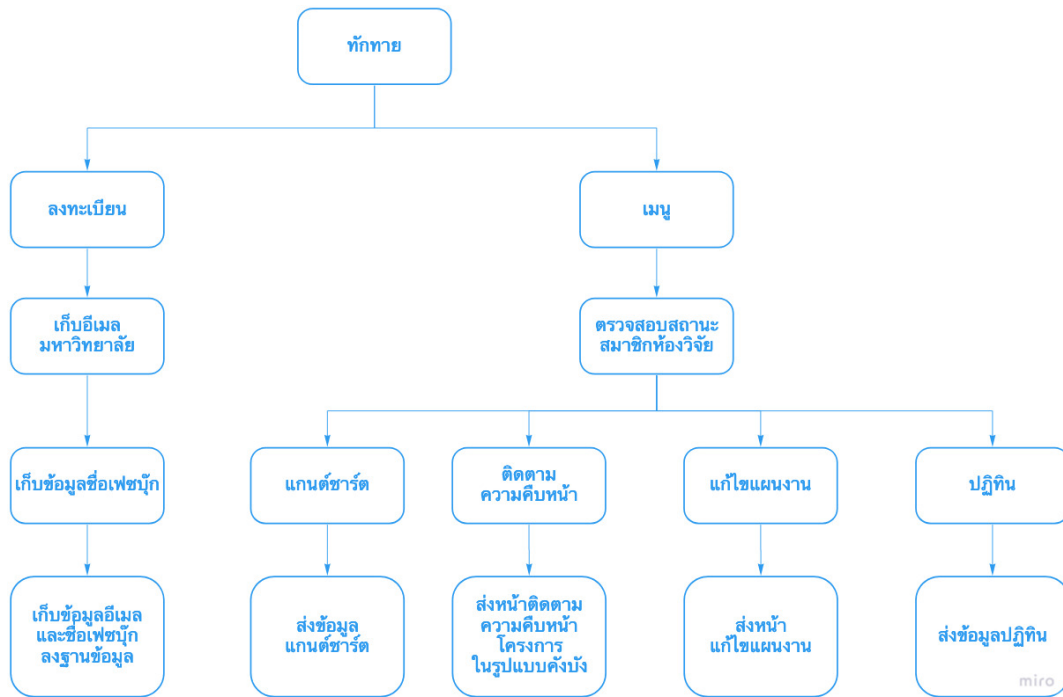 ทักทาย
ลงทะเบียน
เมนู
เก็บอีเมล
มหาวิทยาลัย
ตรวจสอบสถานะ
สมาชิกห้องวิจัย
เก็บข้อมูลชื่อเฟซบุ๊ก
แกนต์ชาร์ต
ติดตาม
ความคืบหน้า
แก้ไขแผนงาน
ปฏิทิน
เก็บข้อมูลอีเมล
และชื่อเฟซบุ๊ก
ลงฐานข้อมูล
ส่งข้อมูล
แกนต์ชาร์ต
ส่งหน้าติดตาม
ความคืบหน้า
โครงการ
ในรูปแบบคังบัง
ส่งหน้า
แก้ไขแผนงาน
ส่งข้อมูลปฏิทิน
miro